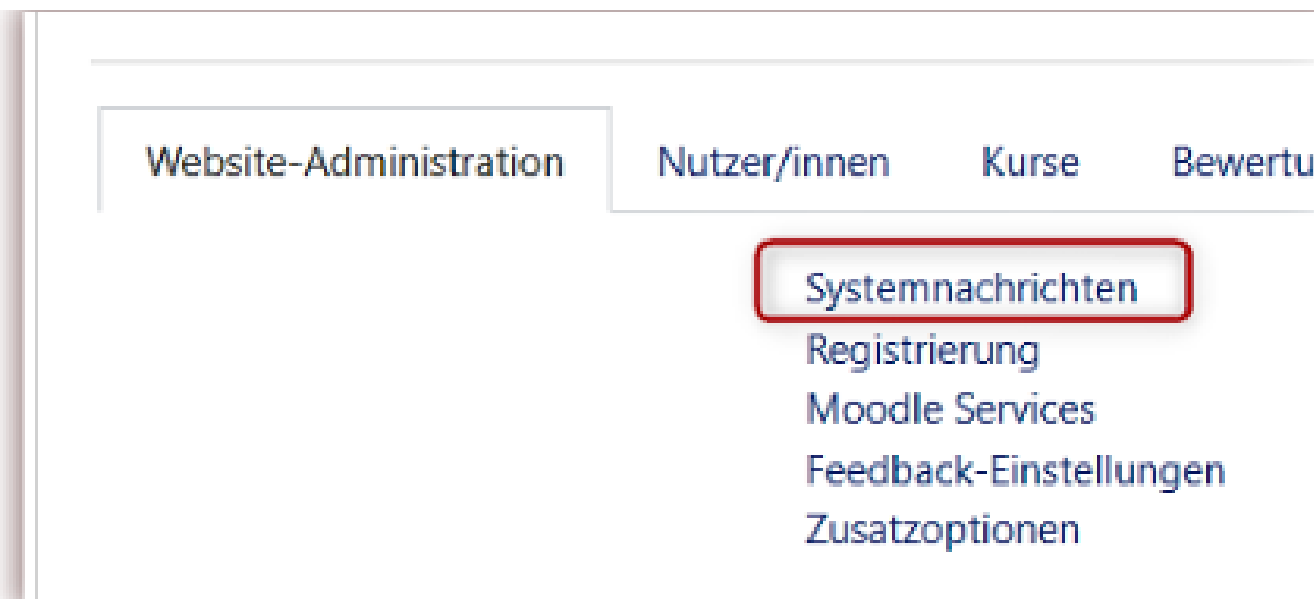 Website-Administration Nutzer/innen Kurse Bewertu
Systemnachrichten
Registrierung
Moodle Services
Feedback-Einstellungen
Zusatzoptionen